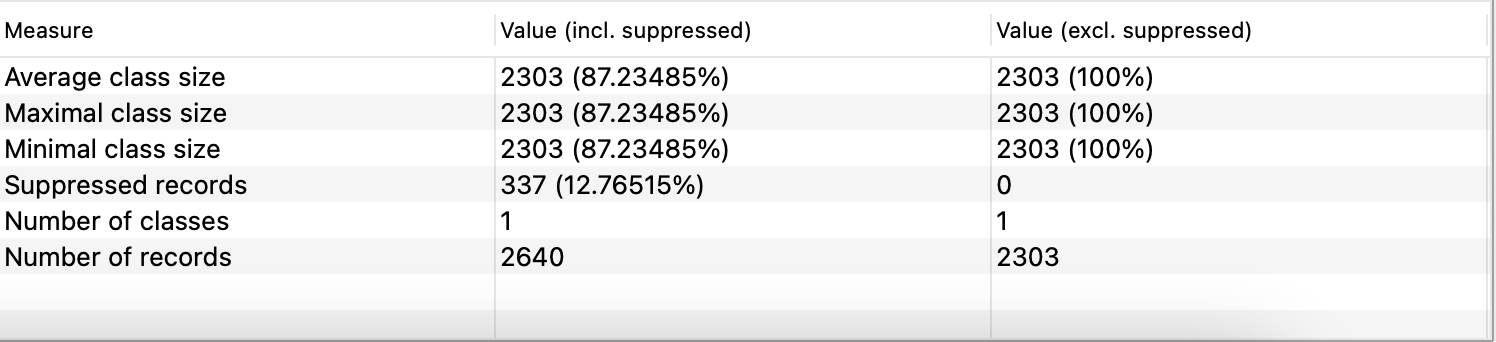 Measure Value (incl. suppressed) Value (excl. suppressed)
Average class size 2303 (87.23485%) 2303 (100%)
Maximal class size 2303 (87.23485%) 2303 (100%)
Minimal class size 2303 (87.23485%) 2303 (100%)
Suppressed records 337 (12.76515%) 0
Number of classes 1 1
Number of records 2640 2303